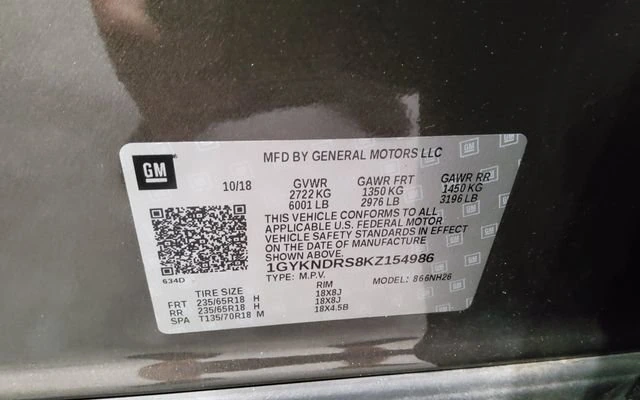 GM
MFD BY GENERAL MOTORS LLC
10/18
GVWR GAWR FRT GAWR RR
2722 KG 1350 KG 1450 KG
6001 LB 2976 LB 3196 LB
THIS VEHICLE CONFORMS TO ALL
APPLICABLE U.S. FEDERAL MOTOR
VEHICLE SAFETY STANDARDS IN EFFECT
ON THE DATE OF MANUFACTURE
SHOWN ABOVE.
1GYKNDRS8KZ154986
634D
TYPE: M.P.V. MODEL: 866NH26
TIRE SIZE RIM
FRT 235/65R18 H 18X8J
RR 235/65R18 H 18X8J
SPA T135/70R18 M 18X4.5B